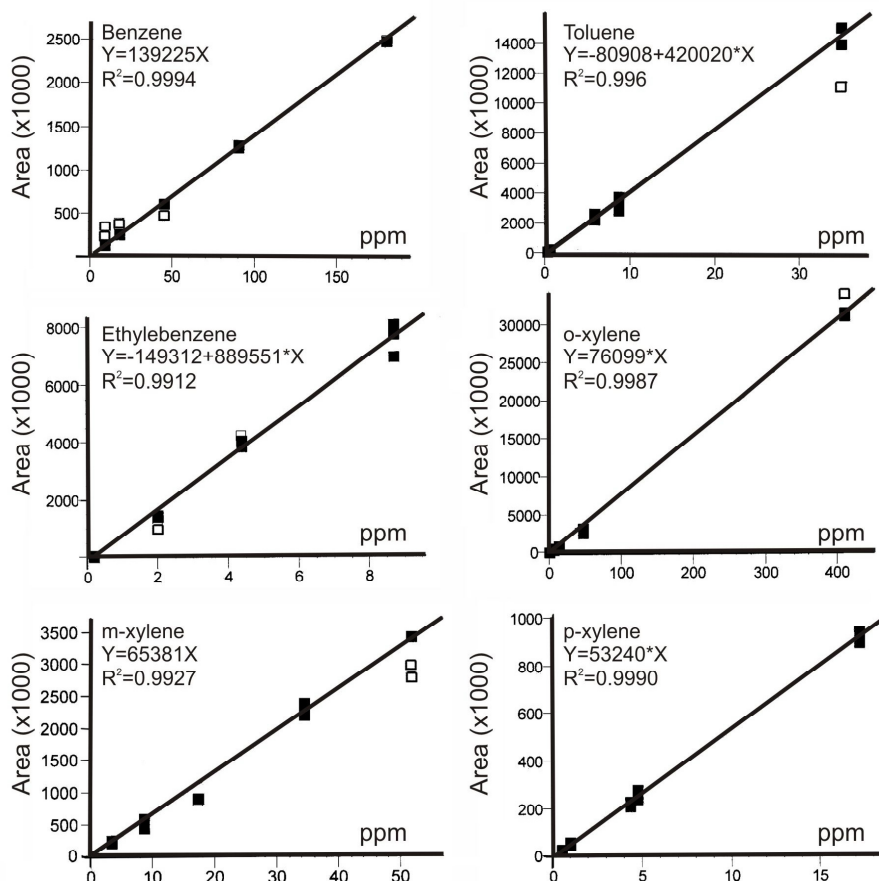 Benzene
Y=139225X
R²=0.9994
Area (x1000)
2500
2000
1500
1000
500
ppm
0 50 100 150
Toluene
Y=-80908+420020*X
R²=0.996
Area (x1000)
14000
12000
10000
8000
6000
4000
2000
0
ppm
0 10 20 30
Ethylebenzene
Y=-149312+889551*X
R²=0.9912
Area (x1000)
8000
6000
4000
2000
ppm
0 2 4 6 8
o-xylene
Y=76099*X
R²=0.9987
Area (x1000)
30000
25000
20000
15000
10000
5000
0
ppm
0 100 200 300 400
m-xylene
Y=65381X
R²=0.9927
Area (x1000)
3500
3000
2500
2000
1500
1000
500
0
ppm
0 10 20 30 40 50
p-xylene
Y=53240*X
R²=0.9990
Area (x1000)
1000
800
600
400
200
0
ppm
0 5 10 15